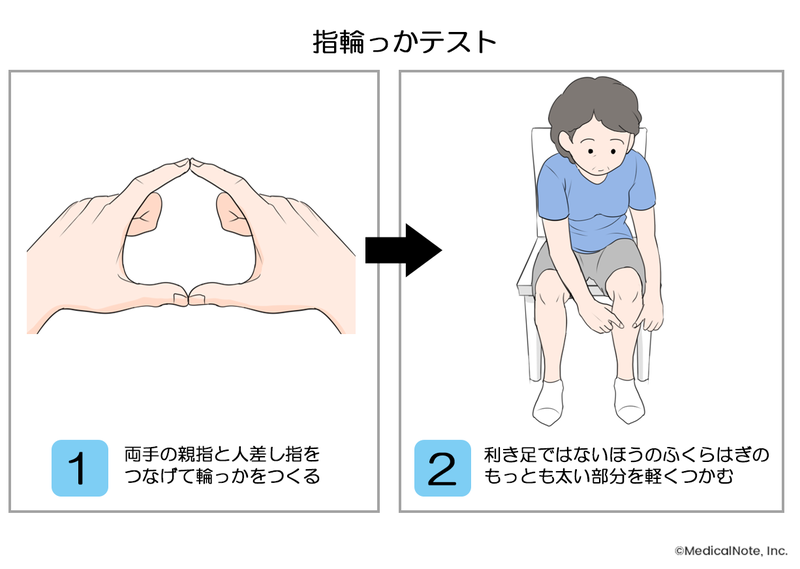 指輪っかテスト
1
両手の親指と人差し指を
つなげて輪っかをつくる
2
利き足ではないほうのふくらはぎの
もっとも太い部分を軽くつかむ
©MedicalNote, Inc.